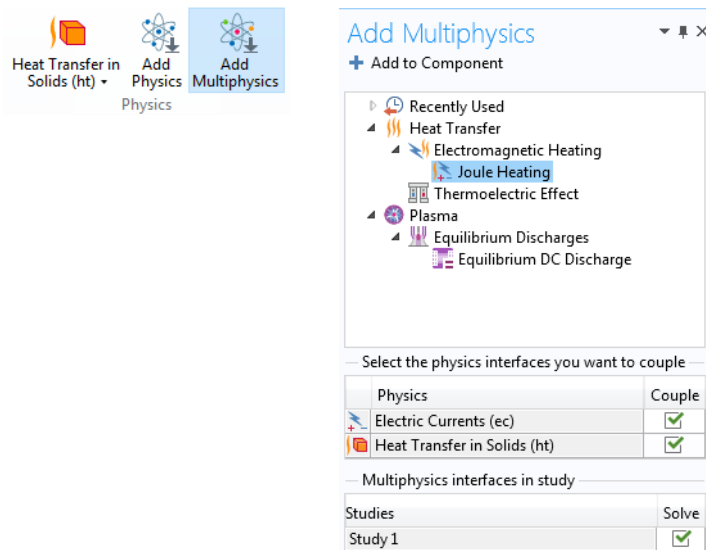 Heat Transfer in
Solids (ht)
Add
Physics
Add
Multiphysics
Physics
Add Multiphysics
+ Add to Component
Recently Used
Heat Transfer
Electromagnetic Heating
Joule Heating
Thermoelectric Effect
Plasma
Equilibrium Discharges
Equilibrium DC Discharge
Select the physics interfaces you want to couple
Physics Couple
Electric Currents (ec)
Heat Transfer in Solids (ht)
Multiphysics interfaces in study
Studies Solve
Study 1